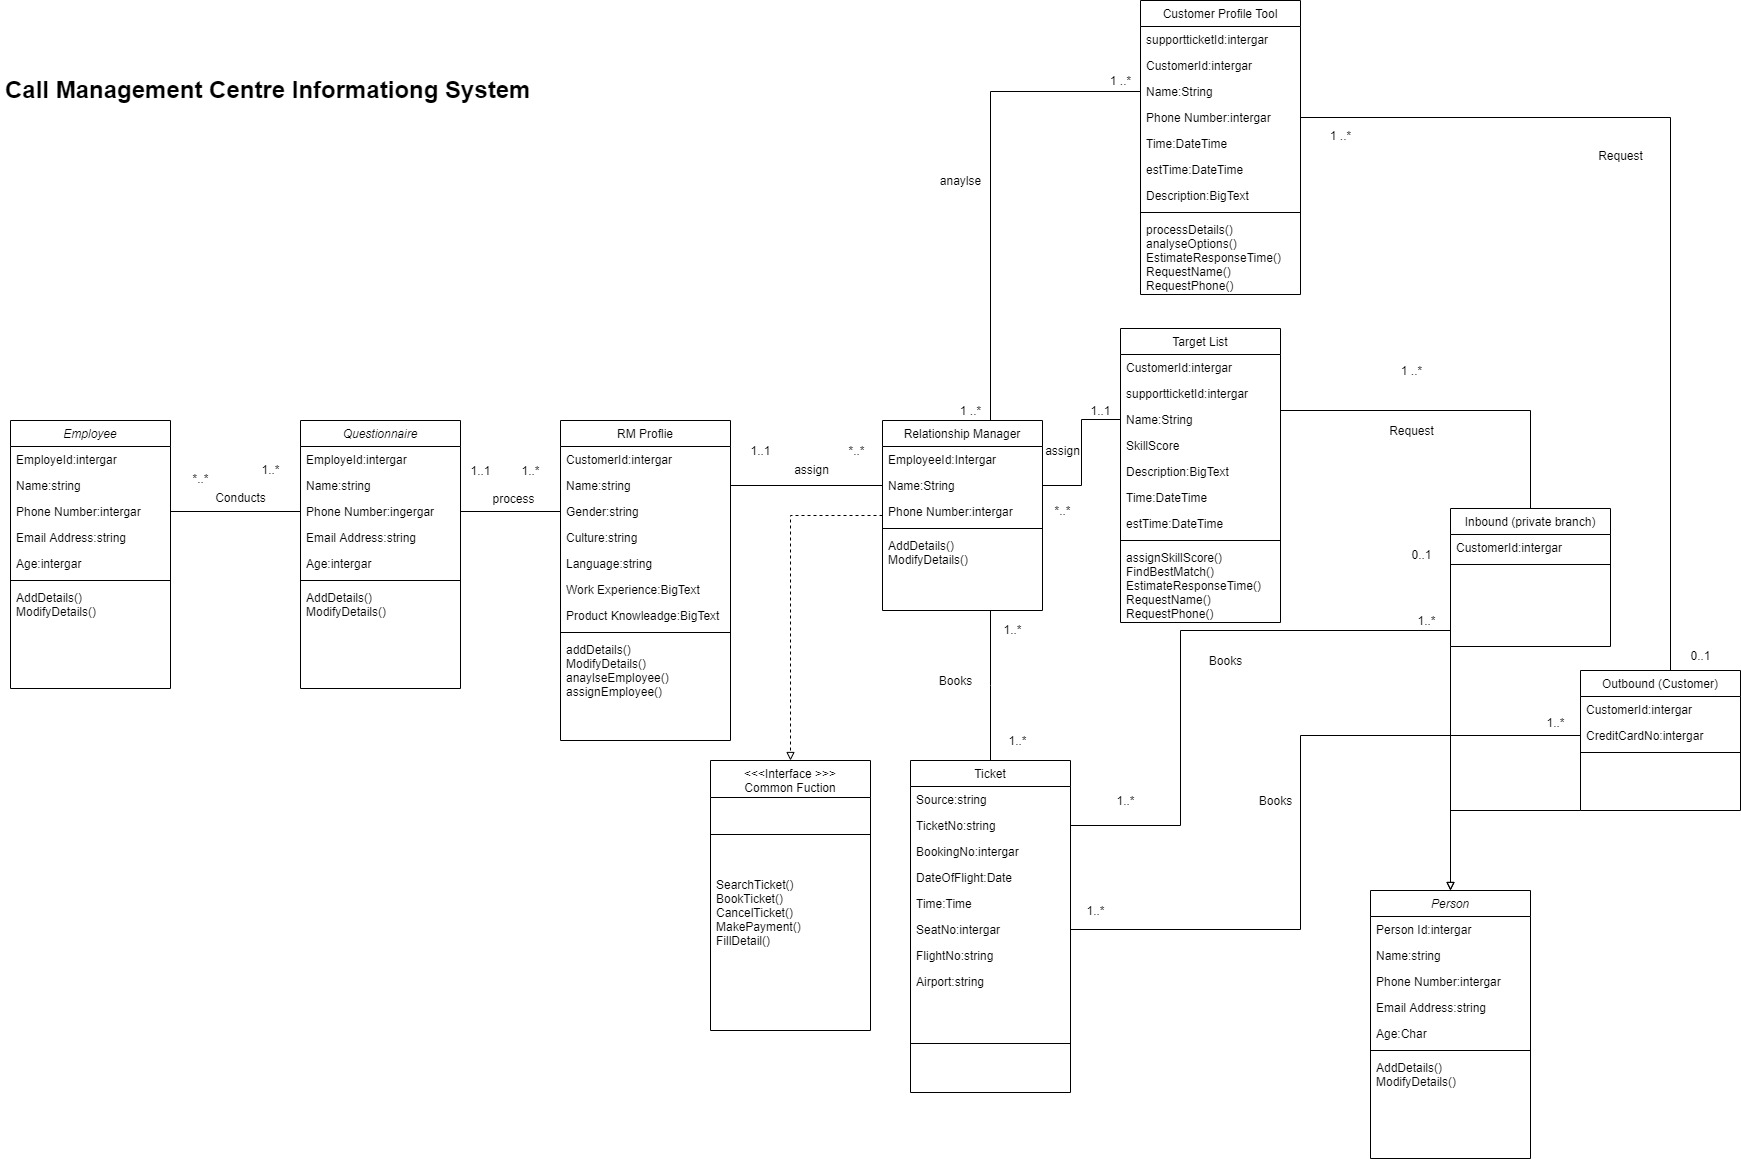 Call Management Centre Informationg System
Customer Profile Tool
supportticketId:intergar
CustomerId:intergar
Name:String
Phone Number:intergar
Time:DateTime
estTime:DateTime
Description:BigText
processDetails()
analyseOptions()
EstimateResponseTime()
RequestName()
RequestPhone()
1 ..*
1 ..*
Request
anaylse
1 ..*
Target List
CustomerId:intergar
supportticketId:intergar
Name:String
SkillScore
Description:BigText
Time:DateTime
estTime:DateTime
assignSkillScore()
FindBestMatch()
EstimateResponseTime()
RequestName()
RequestPhone()
1 ..*
Request
1..1
assign
*..*
Employee
EmployeId:intergar
Name:string
Phone Number:intergar
Email Address:string
Age:intergar
AddDetails()
ModifyDetails()
*..*
1..*
Conducts
Questionnaire
EmployeId:intergar
Name:string
Phone Number:ingergar
Email Address:string
Age:intergar
AddDetails()
ModifyDetails()
1..1
1..*
process
RM Proflie
CustomerId:intergar
Name:string
Gender:string
Culture:string
Language:string
Work Experience:BigText
Product Knowleadge:BigText
addDetails()
ModifyDetails()
anaylseEmployee()
assignEmployee()
1..1
*..*
assign
Relationship Manager
EmployeeId:Intergar
Name:String
Phone Number:intergar
AddDetails()
ModifyDetails()
1..*
Books
1..*
Inbound (private branch)
CustomerId:intergar
0..1
1..*
Books
1..*
0..1
Outbound (Customer)
CustomerId:intergar
CreditCardNo:intergar
1..*
Books
1..*
<<<Interface >>>
Common Fuction
SearchTicket()
BookTicket()
CancelTicket()
MakePayment()
FillDetail()
Ticket
Source:string
TicketNo:string
BookingNo:intergar
DateOfFlight:Date
Time:Time
SeatNo:intergar
FlightNo:string
Airport:string
Person
Person Id:intergar
Name:string
Phone Number:intergar
Email Address:string
Age:Char
AddDetails()
ModifyDetails()